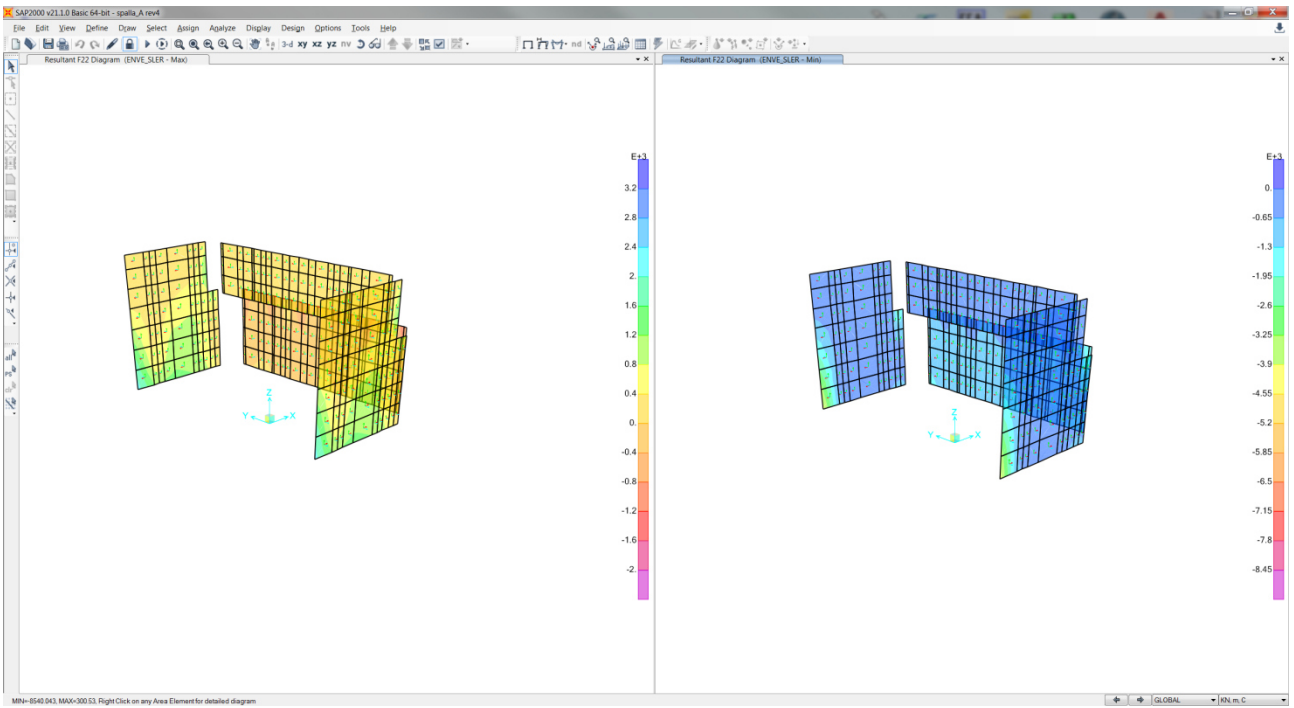 SAP2000 v21.1.0 Basic 64-bit - spalla_A rev4
File Edit View Define Draw Select Assign Analyze Display Design Options Tools Help
3-d xy xz yz nv nd
Resultant F22 Diagram (ENVE_SLER - Max)
Resultant F22 Diagram (ENVE_SLER - Min)
E+3
3.2
2.8
2.4
2.
1.6
1.2
0.8
0.4
0.
-0.4
-0.8
-1.2
-1.6
-2.
Z
Y X
E+3
0.
-0.65
-1.3
-1.95
-2.6
-3.25
-3.9
-4.55
-5.2
-5.85
-6.5
-7.15
-7.8
-8.45
Z
Y X
MIN=-8540.043, MAX=300.53. Right Click on any Area Element for detailed diagram
GLOBAL KN, m, C